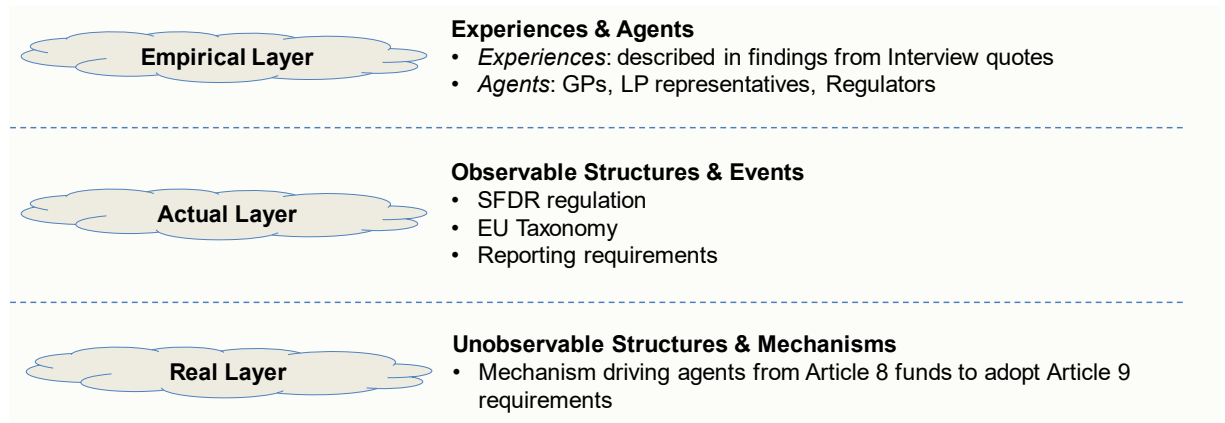 Empirical Layer
Experiences & Agents
• Experiences: described in findings from Interview quotes
• Agents: GPs, LP representatives, Regulators
Actual Layer
Observable Structures & Events
• SFDR regulation
• EU Taxonomy
• Reporting requirements
Real Layer
Unobservable Structures & Mechanisms
• Mechanism driving agents from Article 8 funds to adopt Article 9
requirements